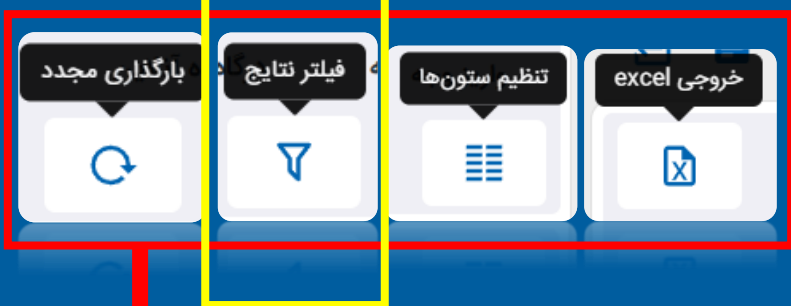 خروجی excel
تنظیم ستون‌ها
فیلتر نتایج
بارگذاری مجدد